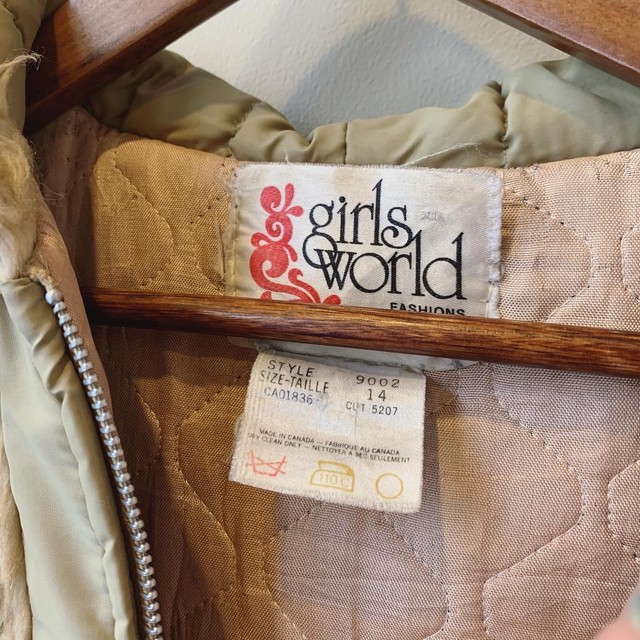 girls
world
FASHIONS
STYLE 9002
SIZE-TAILLE 14
CA01836 CUT 5207
MADE IN CANADA — FABRIQUE AU CANADA
DRY CLEAN ONLY — NETTOYER A SEC SEULEMENT